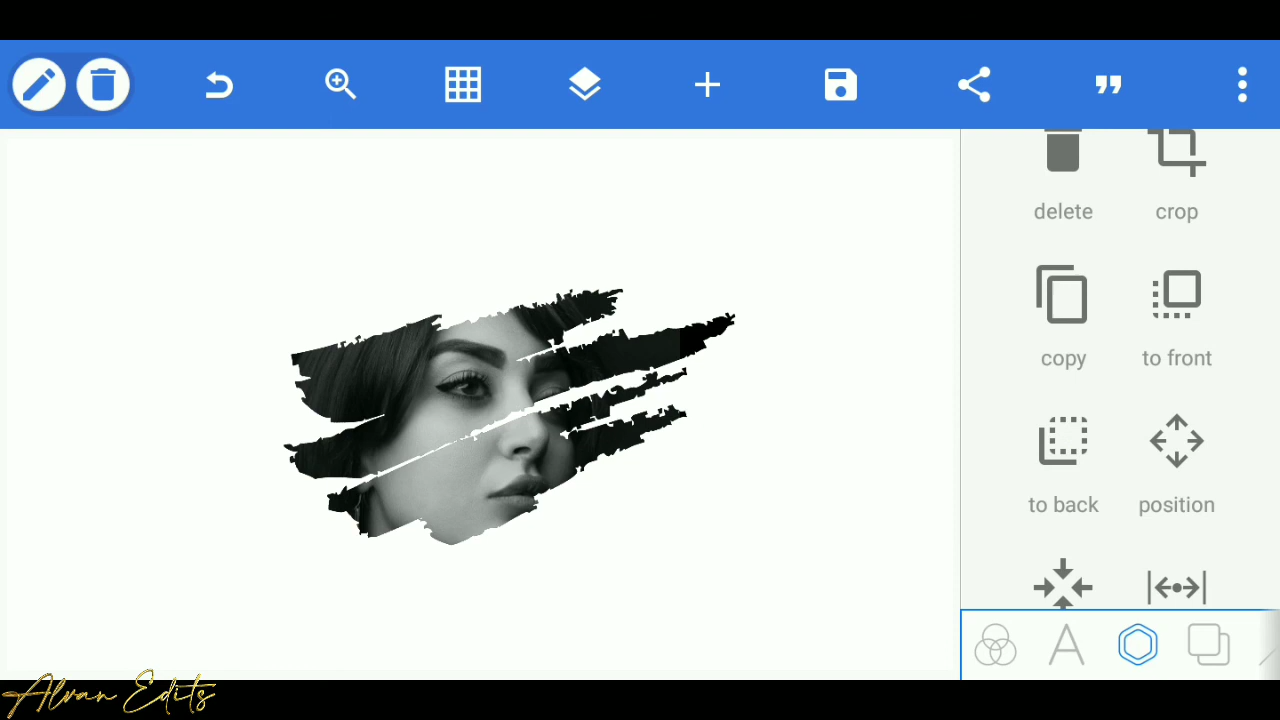 delete crop
copy to front
to back position
Alvan Edits